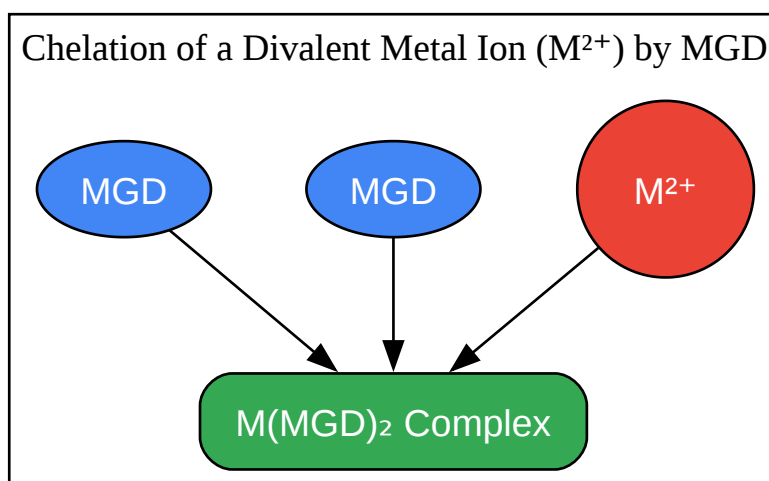 Chelation of a Divalent Metal Ion (M²⁺) by MGD
MGD
MGD
M²⁺
M(MGD)₂ Complex